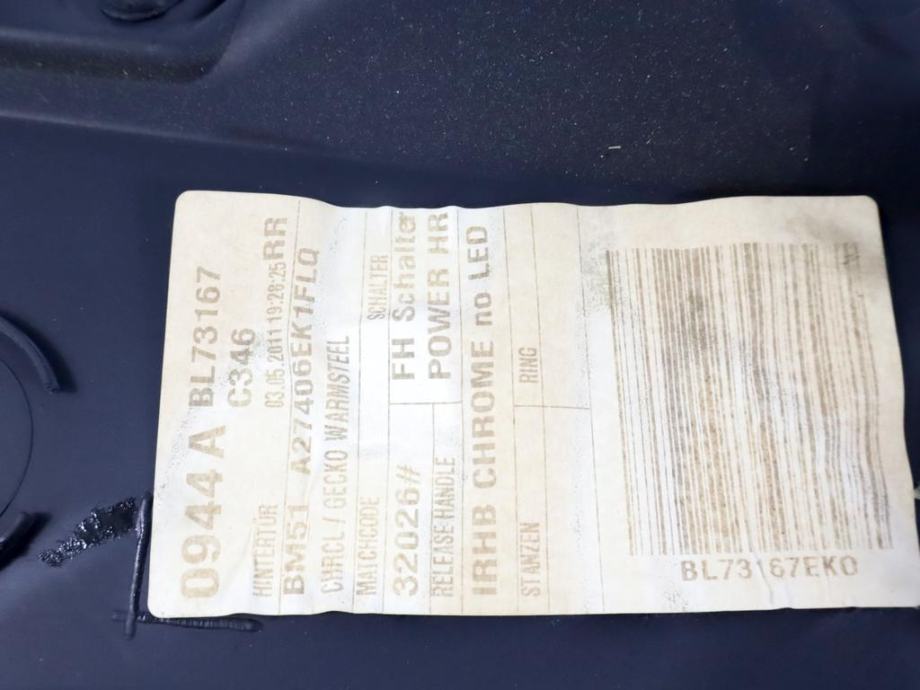 0944 A BL73167
C346
HINTERTÜR 03.05.2011 19:28:25 RR
BM51 A27406EK1FLQ
CHRCL / GECKO WARMSTEEL
MATCHCODE SCHALTER
32026# FH Schalter
RELEASE HANDLE POWER HR
IRHB CHROME no LED
STANZEN RING
BL73167EKO